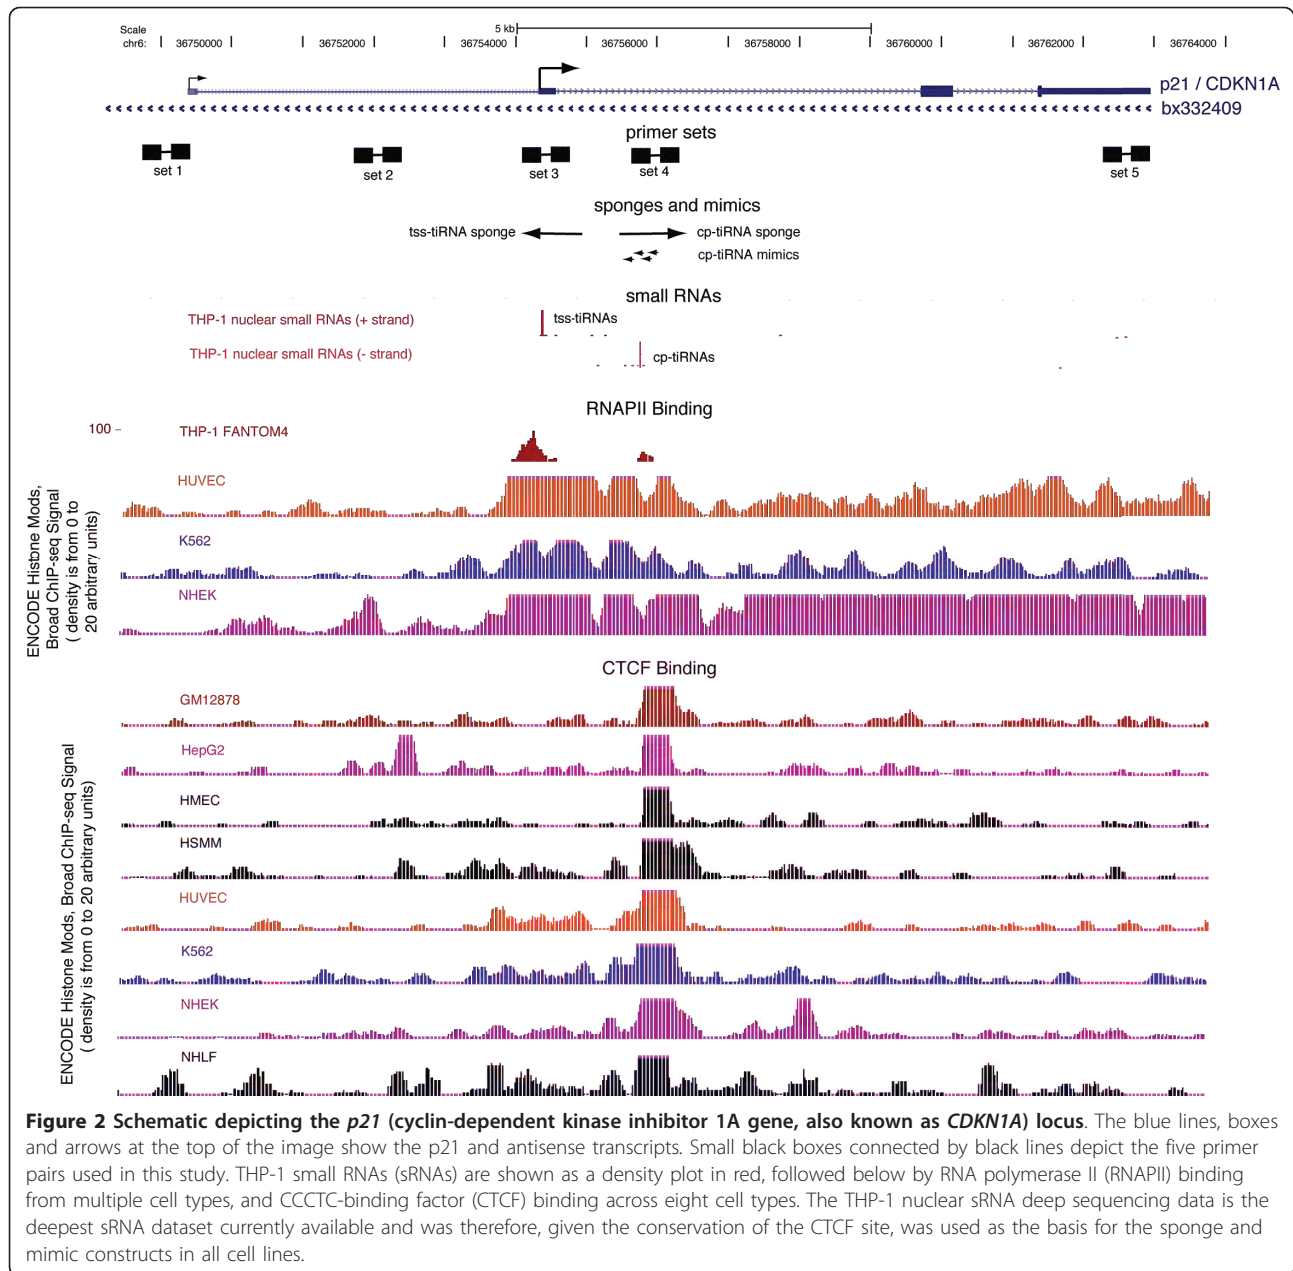 Scale
5 kb
chr6:
36750000 36752000 36754000 36756000 36758000 36760000 36762000 36764000
p21 / CDKN1A
bx332409
primer sets
set 1 set 2 set 3 set 4 set 5
sponges and mimics
tss-tiRNA sponge cp-tiRNA sponge
cp-tiRNA mimics
small RNAs
THP-1 nuclear small RNAs (+ strand) tss-tiRNAs
THP-1 nuclear small RNAs (- strand) cp-tiRNAs
RNAPII Binding
100
THP-1 FANTOM4
HUVEC
K562
NHEK
ENCODE Histone Mods,
Broad ChIP-seq Signal
( density is from 0 to
20 arbitrary units)
CTCF Binding
GM12878
HepG2
HMEC
HSMM
HUVEC
K562
NHEK
NHLF
ENCODE Histone Mods, Broad ChIP-seq Signal
( density is from 0 to 20 arbitrary units)
Figure 2 Schematic depicting the p21 (cyclin-dependent kinase inhibitor 1A gene, also known as CDKN1A) locus. The blue lines, boxes
and arrows at the top of the image show the p21 and antisense transcripts. Small black boxes connected by black lines depict the five primer
pairs used in this study. THP-1 small RNAs (sRNAs) are shown as a density plot in red, followed below by RNA polymerase II (RNAPII) binding
from multiple cell types, and CCCTC-binding factor (CTCF) binding across eight cell types. The THP-1 nuclear sRNA deep sequencing data is the
deepest sRNA dataset currently available and was therefore, given the conservation of the CTCF site, was used as the basis for the sponge and
mimic constructs in all cell lines.